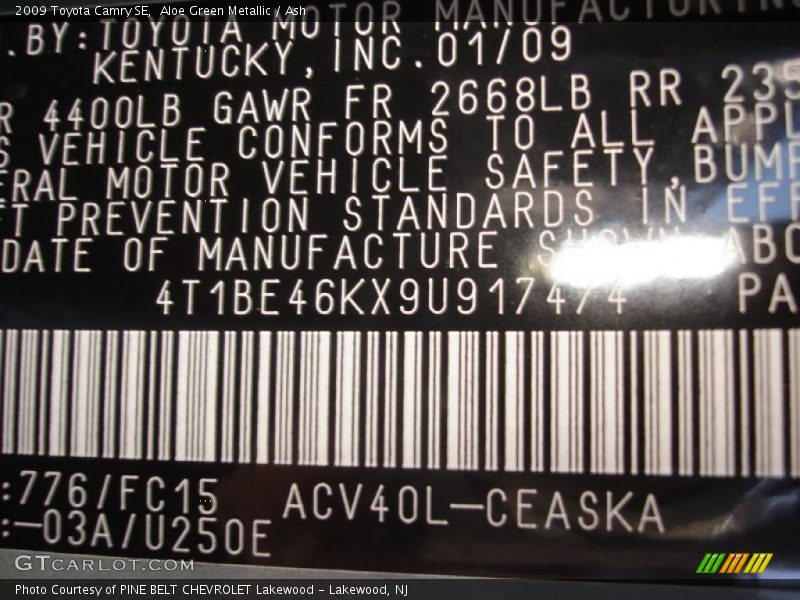 2009 Toyota Camry SE, Aloe Green Metallic / Ash
.BY:TOYOTA MOTOR MANUFACTURING
KENTUCKY, INC. 01/09
R 4400LB GAWR FR 2668LB RR 235
S VEHICLE CONFORMS TO ALL APPL
ERAL MOTOR VEHICLE SAFETY, BUMP
FT PREVENTION STANDARDS IN EFF
DATE OF MANUFACTURE SHOWN ABO
4T1BE46KX9U917474 PA
:776/FC15 ACV40L-CEASKA
:-03A/U250E
GTCARLOT.COM
Photo Courtesy of PINE BELT CHEVROLET Lakewood - Lakewood, NJ